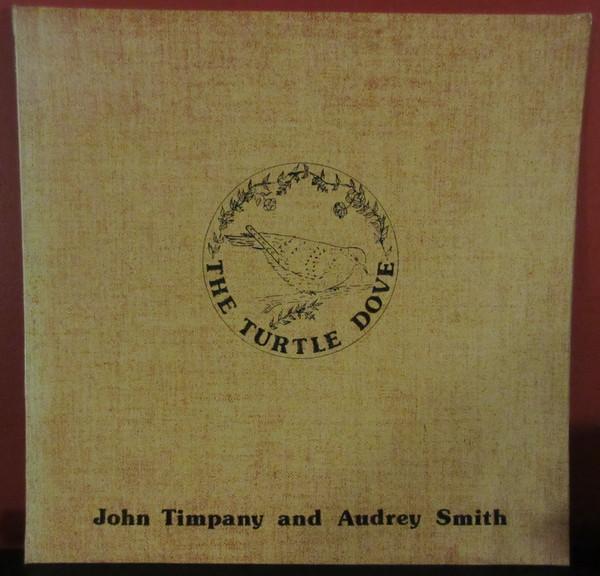 THE TURTLE DOVE
John Timpany and Audrey Smith